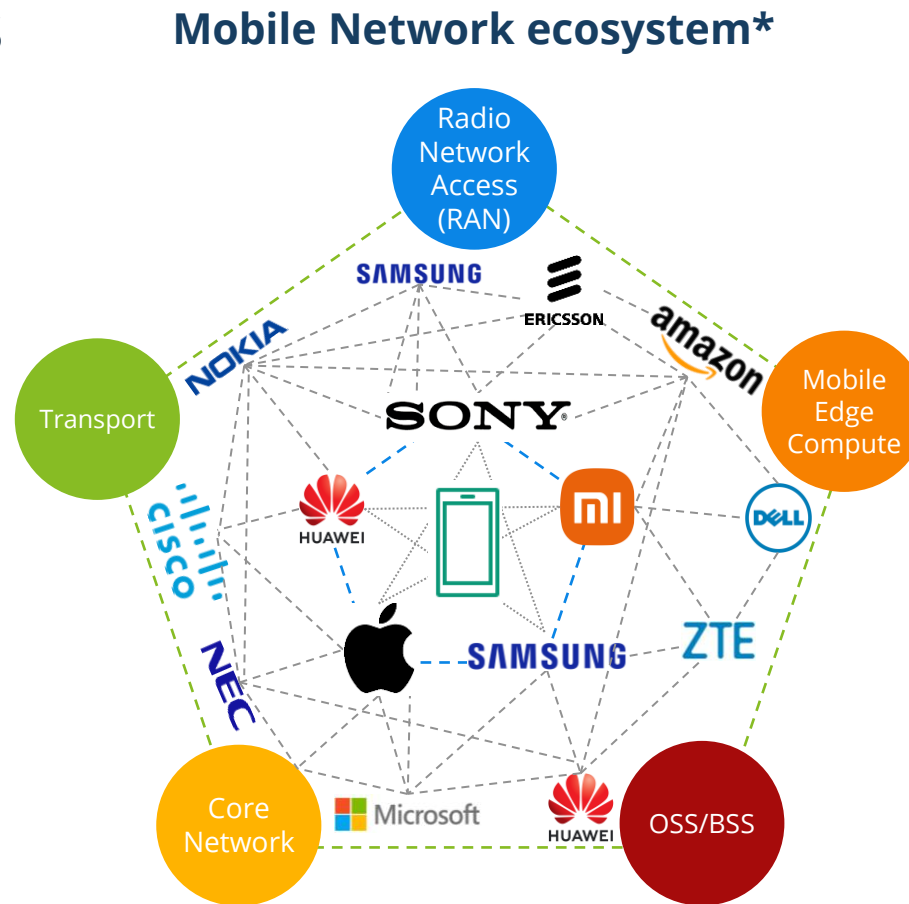 Mobile Network ecosystem*
Radio
Network
Access
(RAN)
SAMSUNG
ERICSSON
amazon
NOKIA
Mobile
Edge
Compute
Transport
SONY
HUAWEI
mi
DELL
CISCO
ZTE
SAMSUNG
NEC
Core
Network
Microsoft
HUAWEI
OSS/BSS